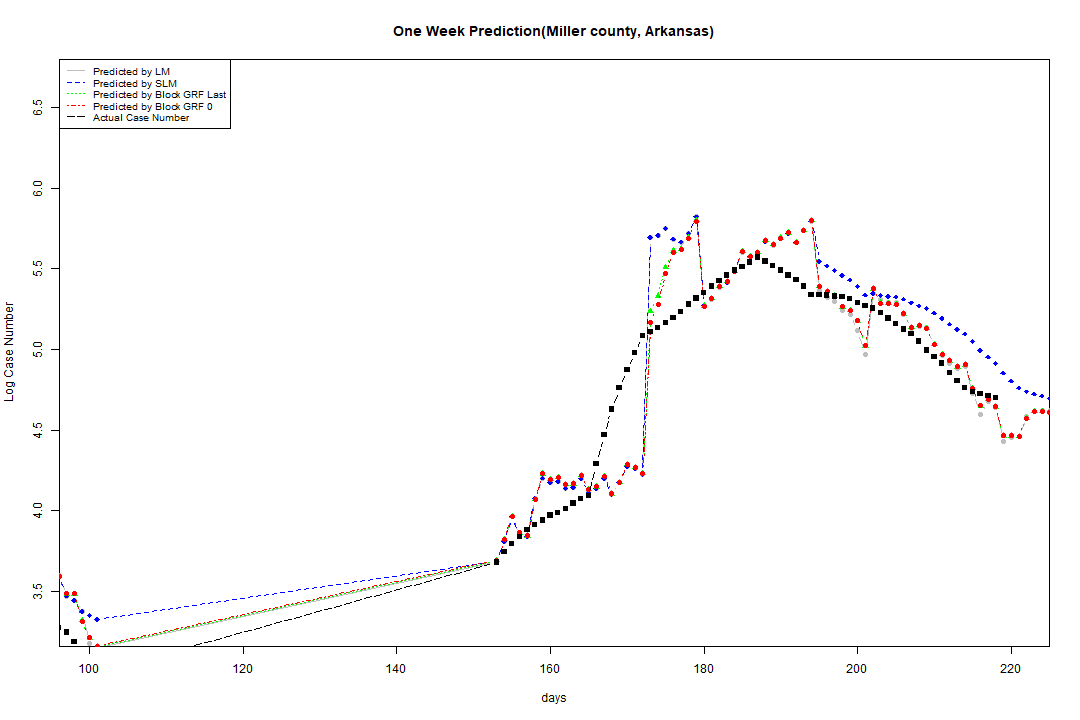 One Week Prediction(Miller county, Arkansas)
Predicted by LM
Predicted by SLM
Predicted by Block GRF Last
Predicted by Block GRF 0
Actual Case Number
6.5
6.0
5.5
5.0
4.5
4.0
3.5
Log Case Number
100 120 140 160 180 200 220
days